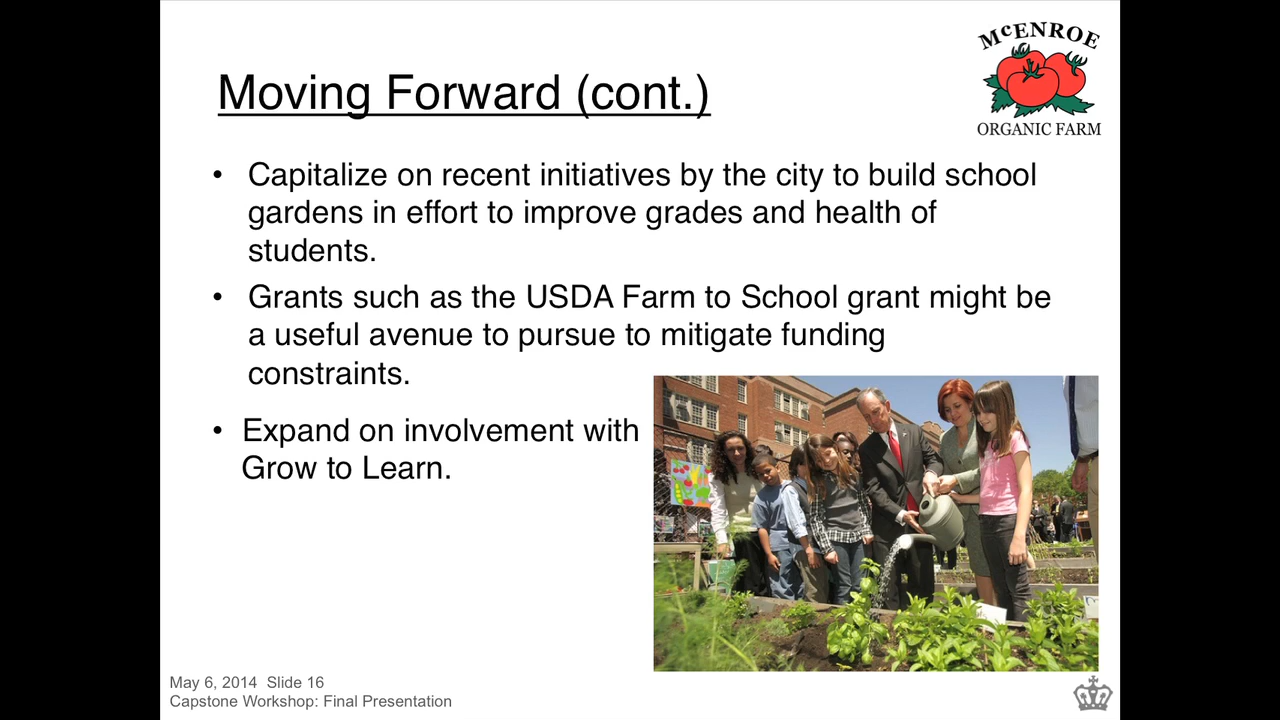 McENROE
ORGANIC FARM
Moving Forward (cont.)
• Capitalize on recent initiatives by the city to build school
gardens in effort to improve grades and health of
students.
• Grants such as the USDA Farm to School grant might be
a useful avenue to pursue to mitigate funding
constraints.
• Expand on involvement with
Grow to Learn.
May 6, 2014 Slide 16
Capstone Workshop: Final Presentation